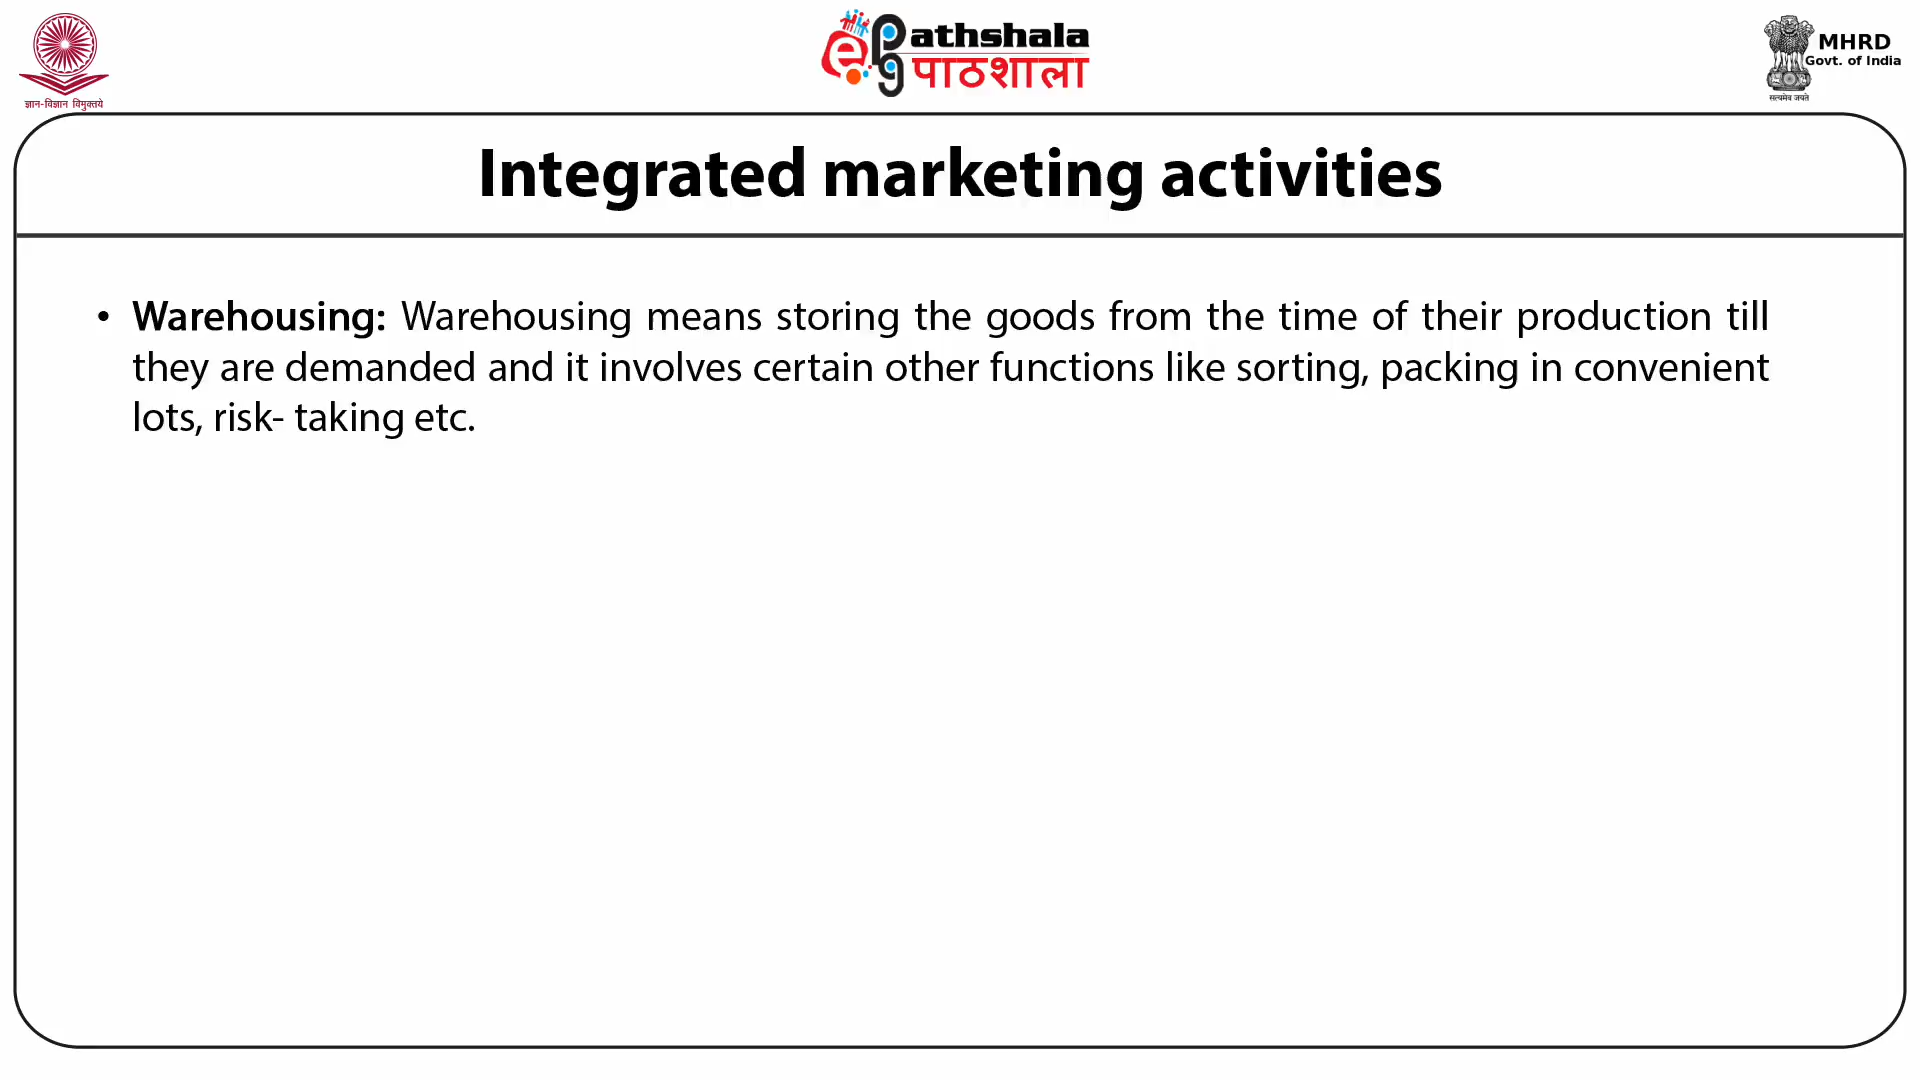 ज्ञान-विज्ञान विमुक्तये
e
pg
athshala
पाठशाला
MHRD
Govt. of India
सत्यमेव जयते
Integrated marketing activities
• Warehousing: Warehousing means storing the goods from the time of their production till
they are demanded and it involves certain other functions like sorting, packing in convenient
lots, risk- taking etc.